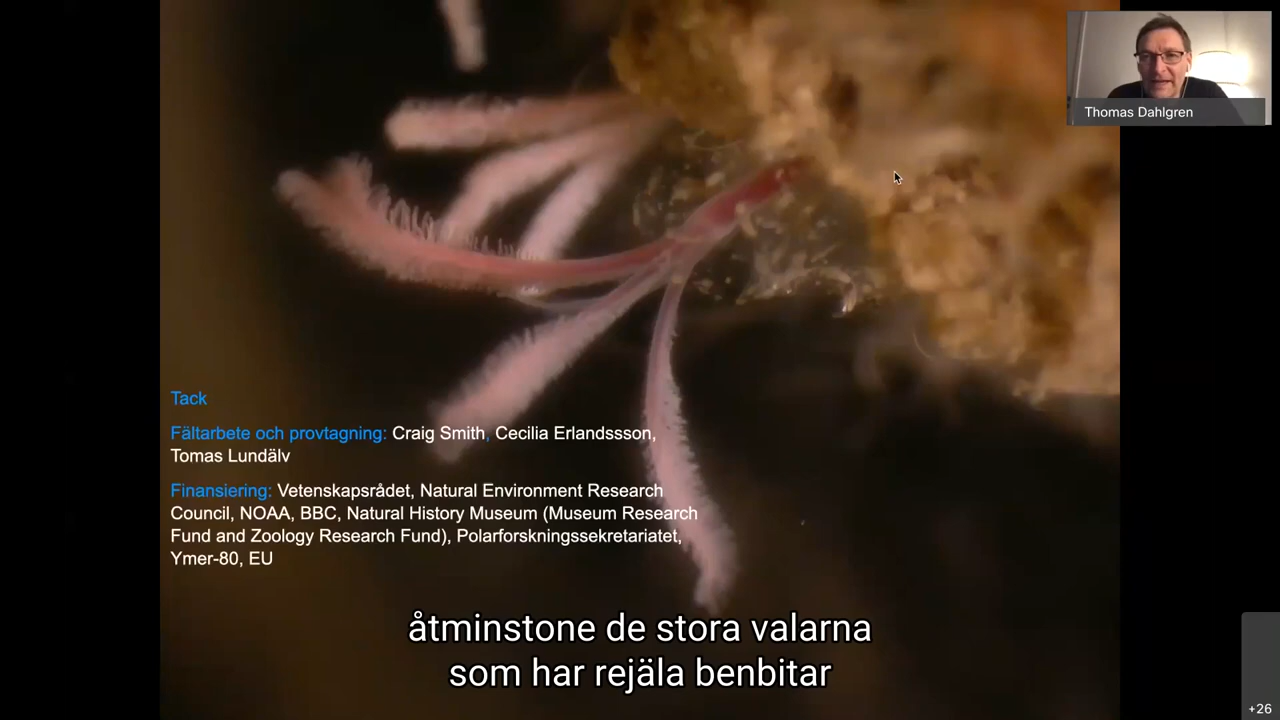 Thomas Dahlgren
Tack
Fältarbete och provtagning: Craig Smith, Cecilia Erlandssson,
Tomas Lundälv
Finansiering: Vetenskapsrådet, Natural Environment Research
Council, NOAA, BBC, Natural History Museum (Museum Research
Fund and Zoology Research Fund), Polarforskningssekretariatet,
Ymer-80, EU
åtminstone de stora valarna
som har rejäla benbitar
+26